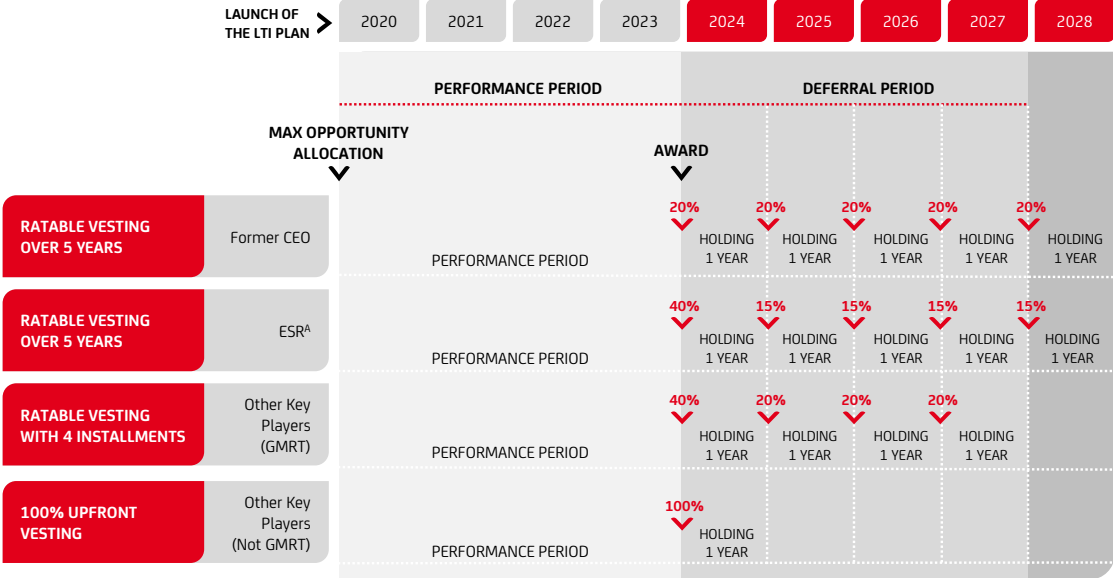 LAUNCH OF
THE LTI PLAN
2020 2021 2022 2023 2024 2025 2026 2027 2028
PERFORMANCE PERIOD DEFERRAL PERIOD
MAX OPPORTUNITY
ALLOCATION
AWARD
RATABLE VESTING
OVER 5 YEARS
Former CEO
PERFORMANCE PERIOD
20% 20% 20% 20% 20%
HOLDING HOLDING HOLDING HOLDING HOLDING
1 YEAR 1 YEAR 1 YEAR 1 YEAR 1 YEAR
RATABLE VESTING
OVER 5 YEARS
ESRᴬ
PERFORMANCE PERIOD
40% 15% 15% 15% 15%
HOLDING HOLDING HOLDING HOLDING HOLDING
1 YEAR 1 YEAR 1 YEAR 1 YEAR 1 YEAR
RATABLE VESTING
WITH 4 INSTALLMENTS
Other Key
Players
(GMRT)
PERFORMANCE PERIOD
40% 20% 20% 20%
HOLDING HOLDING HOLDING HOLDING
1 YEAR 1 YEAR 1 YEAR 1 YEAR
100% UPFRONT
VESTING
Other Key
Players
(Not GMRT)
PERFORMANCE PERIOD
100%
HOLDING
1 YEAR